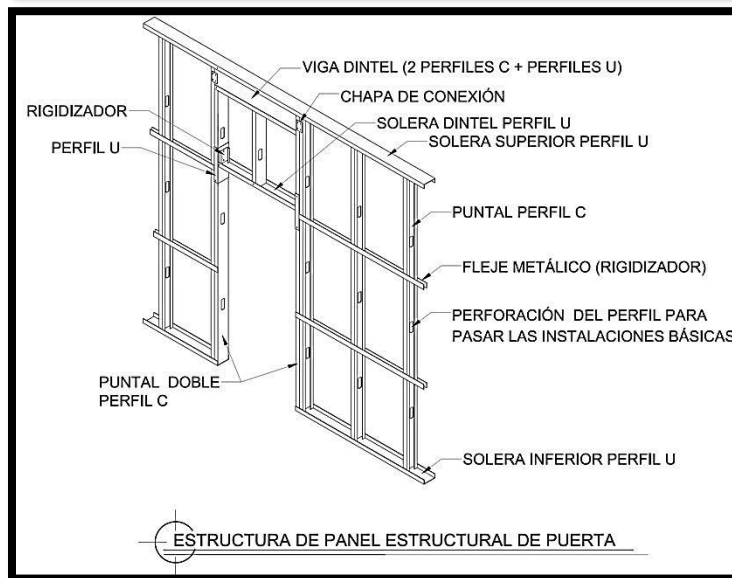 VIGA DINTEL (2 PERFILES C + PERFILES U)
CHAPA DE CONEXIÓN
RIGIDIZADOR
SOLERA DINTEL PERFIL U
PERFIL U
SOLERA SUPERIOR PERFIL U
PUNTAL PERFIL C
FLEJE METÁLICO (RIGIDIZADOR)
PERFORACIÓN DEL PERFIL PARA
PASAR LAS INSTALACIONES BÁSICAS
PUNTAL DOBLE
PERFIL C
SOLERA INFERIOR PERFIL U
ESTRUCTURA DE PANEL ESTRUCTURAL DE PUERTA